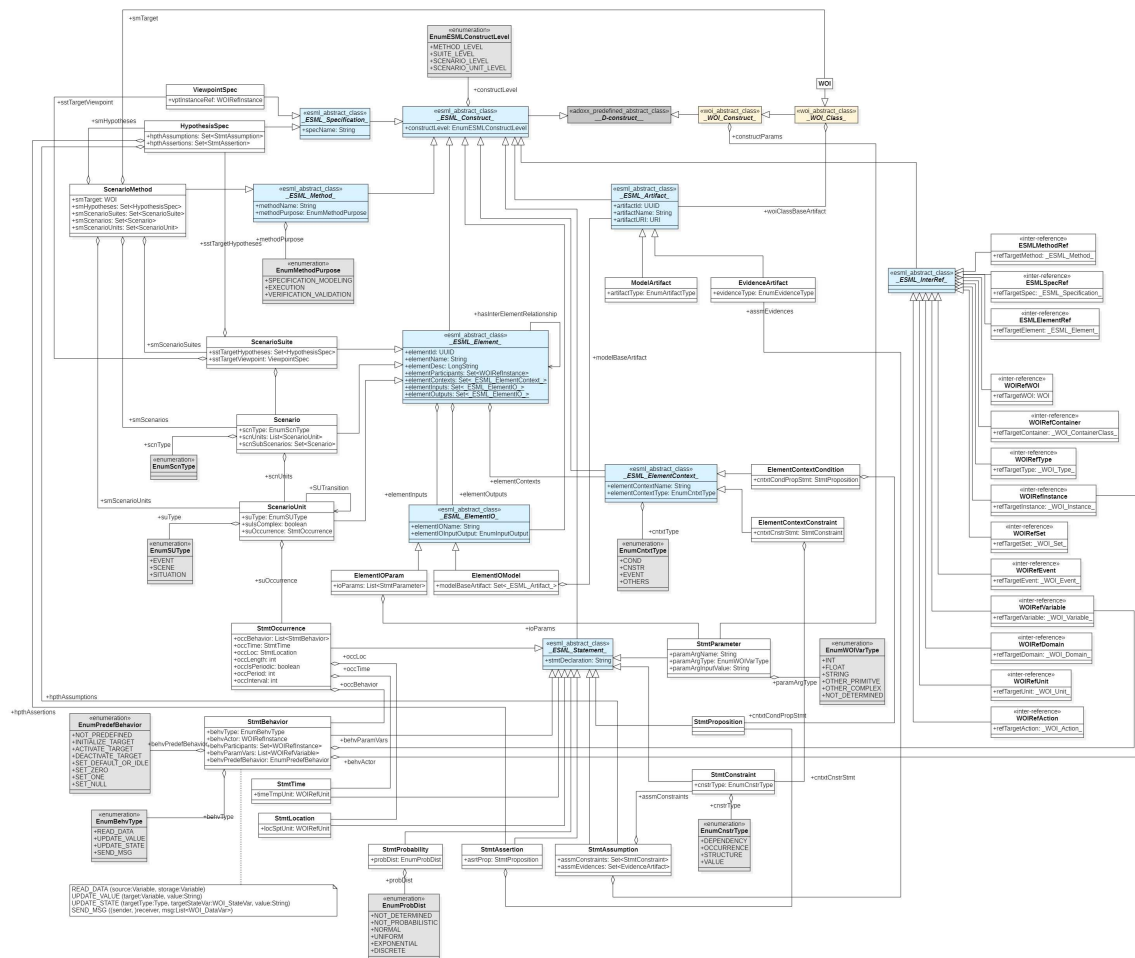 +smTarget
«enumeration»
EnumESMLConstructLevel
+METHOD_LEVEL
+SUITE_LEVEL
+SCENARIO_LEVEL
+SCENARIO_UNIT_LEVEL
+constructLevel
WOI
ViewpointSpec
+vptInstanceRef: WOIRefInstance
+sstTargetViewpoint
«esml_abstract_class»
_ESML_Specification_
+specName: String
«esml_abstract_class»
_ESML_Construct_
+constructLevel: EnumESMLConstructLevel
«adoxx_predefined_abstract_class»
__D-construct__
«woi_abstract_class»
_WOI_Construct_
«woi_abstract_class»
_WOI_Class_
+constructParams
+smHypotheses
HypothesisSpec
+hpthAssumptions: Set<StmtAssumption>
+hpthAssertions: Set<StmtAssertion>
ScenarioMethod
+smTarget: WOI
+smHypotheses: Set<HypothesisSpec>
+smScenarioSuites: Set<ScenarioSuite>
+smScenarios: Set<Scenario>
+smScenarioUnits: Set<ScenarioUnit>
«esml_abstract_class»
_ESML_Method_
+methodName: String
+methodPurpose: EnumMethodPurpose
«esml_abstract_class»
_ESML_Artifact_
+artifactId: UUID
+artifactName: String
+artifactURI: URI
+woiClassBaseArtifact
+sstTargetHypotheses
+methodPurpose
«enumeration»
EnumMethodPurpose
+SPECIFICATION_MODELING
+EXECUTION
+VERIFICATION_VALIDATION
ModelArtifact
+artifactType: EnumArtifactType
EvidenceArtifact
+evidenceType: EnumEvidenceType
+assmEvidences
«esml_abstract_class»
_ESML_InterRef_
«inter-reference»
ESMLMethodRef
+refTargetMethod: _ESML_Method_
«inter-reference»
ESMLSpecRef
+refTargetSpec: _ESML_Specification_
«inter-reference»
ESMLElementRef
+refTargetElement: _ESML_Element_
+hasInterElementRelationship
«esml_abstract_class»
_ESML_Element_
+elementId: UUID
+elementName: String
+elementDesc: LongString
+elementParticipants: Set<WOIRefInstance>
+elementContexts: Set<_ESML_ElementContext_>
+elementInputs: Set<_ESML_ElementIO_>
+elementOutputs: Set<_ESML_ElementIO_>
+smScenarioSuites
ScenarioSuite
+sstTargetHypotheses: Set<HypothesisSpec>
+sstTargetViewpoint: ViewpointSpec
+modelBaseArtifact
«inter-reference»
WOIRefWOI
+refTargetWOI: WOI
«inter-reference»
WOIRefContainer
+refTargetContainer: _WOI_ContainerClass_
«inter-reference»
WOIRefType
+refTargetType: _WOI_Type_
«inter-reference»
WOIRefInstance
+refTargetInstance: _WOI_Instance_
«inter-reference»
WOIRefSet
+refTargetSet: _WOI_Set_
«inter-reference»
WOIRefEvent
+refTargetEvent: _WOI_Event_
«inter-reference»
WOIRefVariable
+refTargetVariable: _WOI_Variable_
«inter-reference»
WOIRefDomain
+refTargetDomain: _WOI_Domain_
«inter-reference»
WOIRefUnit
+refTargetUnit: _WOI_Unit_
«inter-reference»
WOIRefAction
+refTargetAction: _WOI_Action_
+smScenarios
Scenario
+scnType: EnumScnType
+scnUnits: List<ScenarioUnit>
+scnSubScenarios: Set<Scenario>
+scnType
«enumeration»
EnumScnType
+scnUnits
+elementInputs
+elementOutputs
+elementContexts
«esml_abstract_class»
_ESML_ElementContext_
+elementContextName: String
+elementContextType: EnumCntxtType
ElementContextCondition
+cntxtCondPropStmt: StmtProposition
ElementContextConstraint
+cntxtCnstrStmt: StmtConstraint
+cntxtType
«enumeration»
EnumCntxtType
+COND
+CNSTR
+EVENT
+OTHERS
+smScenarioUnits
+SUTransition
ScenarioUnit
+suType: EnumSUType
+suIsComplex: boolean
+suOccurrence: StmtOccurrence
+suType
«enumeration»
EnumSUType
+EVENT
+SCENE
+SITUATION
+suOccurrence
«esml_abstract_class»
_ESML_ElementIO_
+elementIOName: String
+elementIOInputOutput: EnumInputOutput
ElementIOParam
+ioParams: List<StmtParameter>
ElementIOModel
+modelBaseArtifact: Set<_ESML_Artifact_>
+ioParams
StmtOccurrence
+occBehavior: List<StmtBehavior>
+occTime: StmtTime
+occLoc: StmtLocation
+occLength: int
+occIsPeriodic: boolean
+occPeriod: int
+occInterval: int
+occLoc
+occTime
+occBehavior
«esml_abstract_class»
_ESML_Statement_
+stmtDeclaration: String
StmtParameter
+paramArgName: String
+paramArgType: EnumWOIVarType
+paramArgInputValue: String
+paramArgType
«enumeration»
EnumWOIVarType
+INT
+FLOAT
+STRING
+OTHER_PRIMITVE
+OTHER_COMPLEX
+NOT_DETERMINED
+hpthAssumptions
+hpthAssertions
«enumeration»
EnumPredefBehavior
+NOT_PREDEFINED
+INITIALIZE_TARGET
+ACTIVATE_TARGET
+DEACTIVATE_TARGET
+SET_DEFAULT_OR_IDLE
+SET_ZERO
+SET_ONE
+SET_NULL
+behvPredefBehavior
StmtBehavior
+behvType: EnumBehvType
+behvActor: WOIRefInstance
+behvParticipants: Set<WOIRefInstance>
+behvParamVars: List<WOIRefVariable>
+behvPredefBehavior: EnumPredefBehavior
+behvParamVars
+behvActor
StmtProposition
+cntxtCondPropStmt
StmtTime
+timeTmpUnit: WOIRefUnit
StmtConstraint
+cnstrType: EnumCnstrType
+cntxtCnstrStmt
+assmConstraints
+cnstrType
«enumeration»
EnumBehvType
+READ_DATA
+UPDATE_VALUE
+UPDATE_STATE
+SEND_MSG
+behvType
StmtLocation
+locSptUnit: WOIRefUnit
«enumeration»
EnumCnstrType
+DEPENDENCY
+OCCURRENCE
+STRUCTURE
+VALUE
StmtProbability
+probDist: EnumProbDist
StmtAssertion
+asrtProp: StmtProposition
StmtAssumption
+assmConstraints: Set<StmtConstraint>
+assmEvidences: Set<EvidenceArtifact>
+probDist
«enumeration»
EnumProbDist
+NOT_DETERMINED
+NOT_PROBABILISTIC
+NORMAL
+UNIFORM
+EXPONENTIAL
+DISCRETE
READ_DATA (source:Variable, storage:Variable)
UPDATE_VALUE (target:Variable, value:String)
UPDATE_STATE (targetType:Type, targetStateVar:WOI_StateVar, value:String)
SEND_MSG ((sender, )receiver, msg:List<WOI_DataVar>)